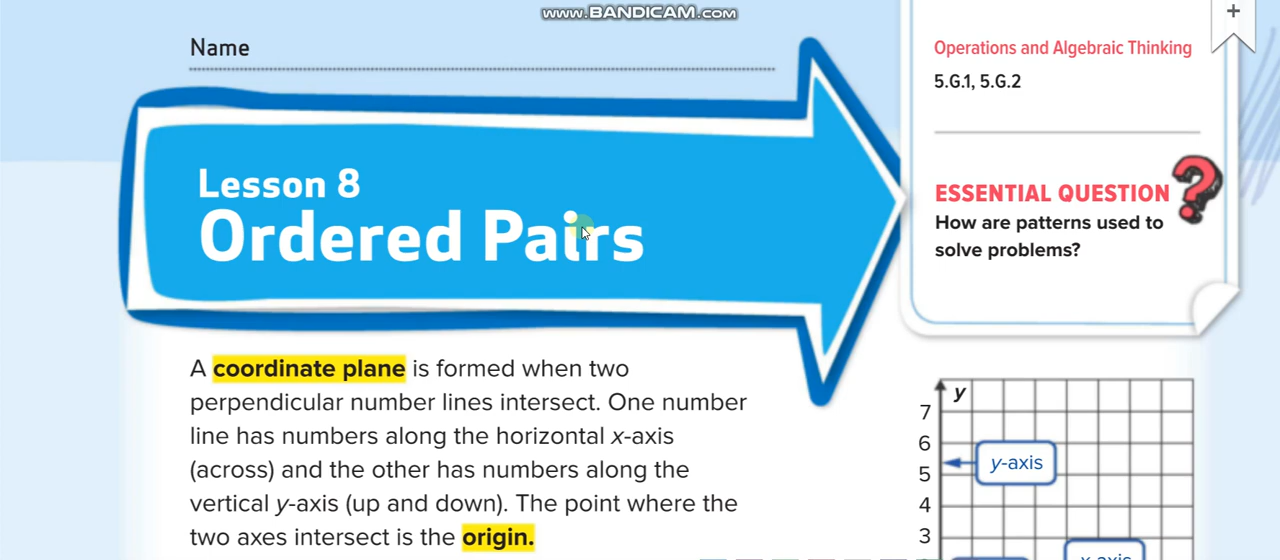 www.BANDICAM.com
Name
Operations and Algebraic Thinking
5.G.1, 5.G.2
Lesson 8
Ordered Pairs
ESSENTIAL QUESTION
How are patterns used to
solve problems?
A coordinate plane is formed when two
perpendicular number lines intersect. One number
line has numbers along the horizontal x-axis
(across) and the other has numbers along the
vertical y-axis (up and down). The point where the
two axes intersect is the origin.
y
7
6
y-axis
5
4
3
x-axis